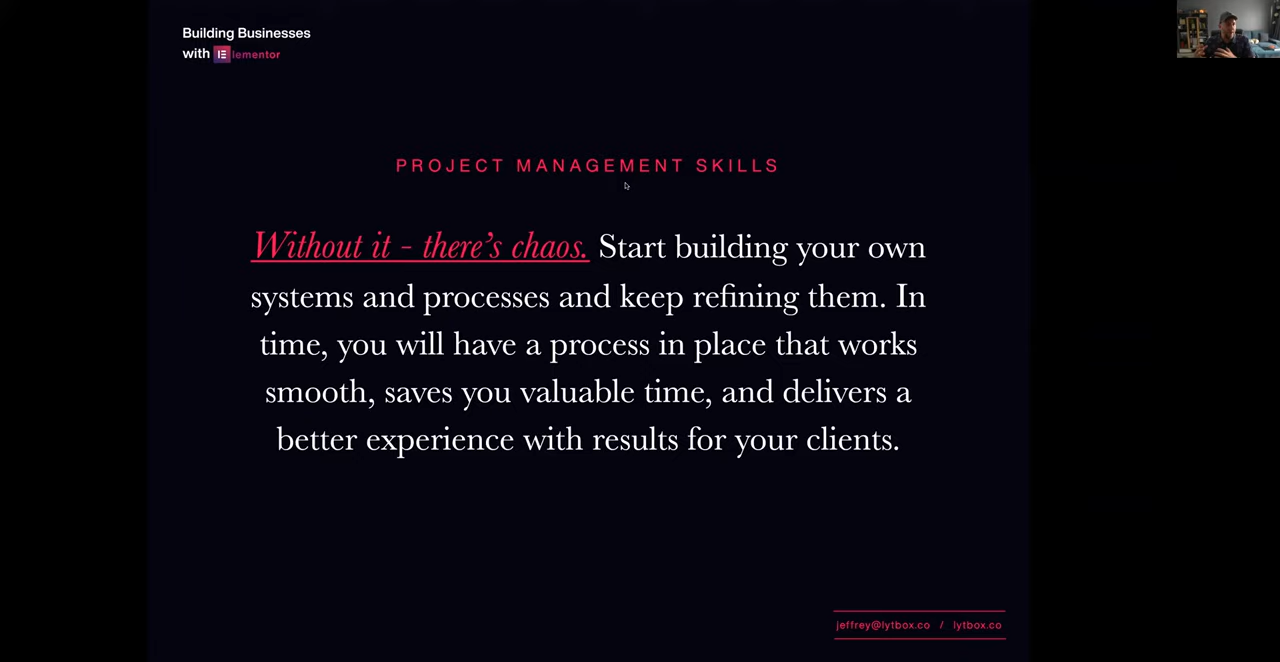 Building Businesses
with elementor
PROJECT MANAGEMENT SKILLS
Without it - there’s chaos. Start building your own
systems and processes and keep refining them. In
time, you will have a process in place that works
smooth, saves you valuable time, and delivers a
better experience with results for your clients.
jeffrey@lytbox.co / lytbox.co